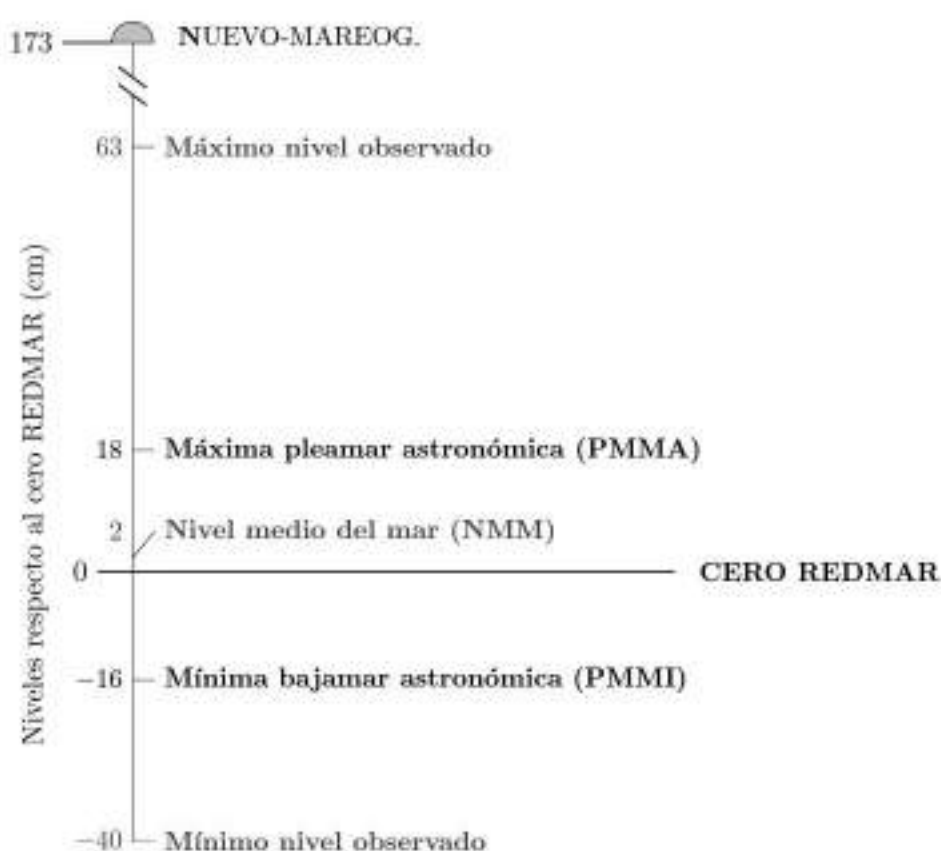 173 NUEVO-MAREOG.
63 Máximo nivel observado
Niveles respecto al cero REDMAR (cm)
18 Máxima pleamar astronómica (PMMA)
2 Nivel medio del mar (NMM)
0 CERO REDMAR
−16 Mínima bajamar astronómica (PMMI)
−40 Mínimo nivel observado